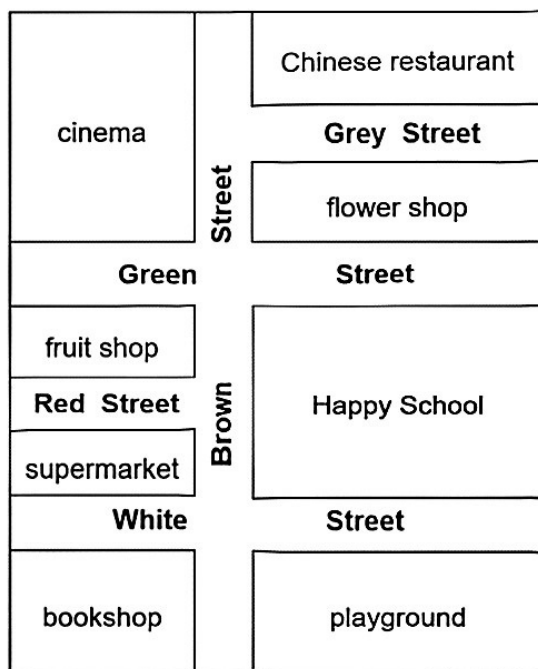 Chinese restaurant
cinema
Grey Street
Street
flower shop
Green Street
fruit shop
Red Street
Brown
Happy School
supermarket
White Street
bookshop
playground